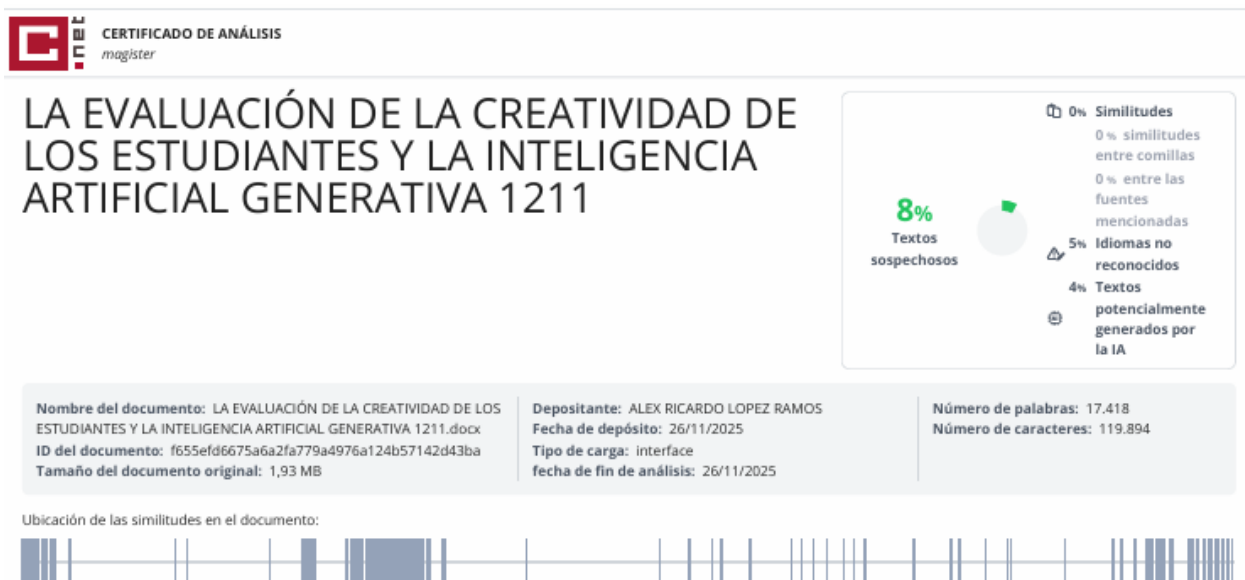 C
.net
CERTIFICADO DE ANÁLISIS
magister
LA EVALUACIÓN DE LA CREATIVIDAD DE
LOS ESTUDIANTES Y LA INTELIGENCIA
ARTIFICIAL GENERATIVA 1211
8%
Textos
sospechosos
0% Similitudes
0 % similitudes
entre comillas
0 % entre las
fuentes
mencionadas
5% Idiomas no
reconocidos
4% Textos
potencialmente
generados por
la IA
Nombre del documento: LA EVALUACIÓN DE LA CREATIVIDAD DE LOS
ESTUDIANTES Y LA INTELIGENCIA ARTIFICIAL GENERATIVA 1211.docx
ID del documento: f655efd6675a6a2fa779a4976a124b57142d43ba
Tamaño del documento original: 1,93 MB
Depositante: ALEX RICARDO LOPEZ RAMOS
Fecha de depósito: 26/11/2025
Tipo de carga: interface
fecha de fin de análisis: 26/11/2025
Número de palabras: 17.418
Número de caracteres: 119.894
Ubicación de las similitudes en el documento: